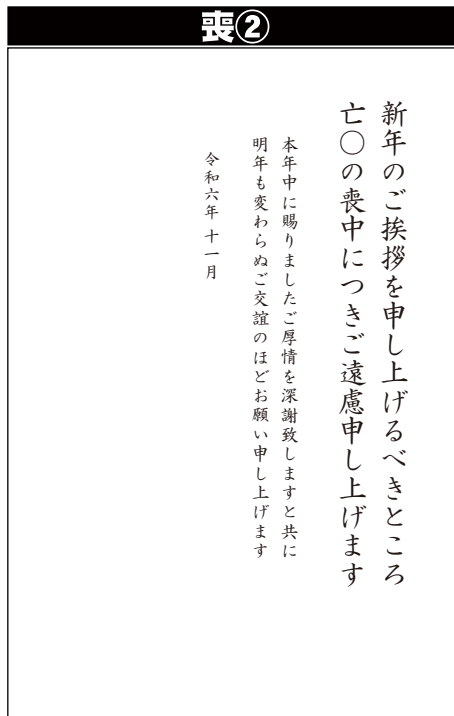 喪②
新年のご挨拶を申し上げるべきところ
亡〇の喪中につきご遠慮申し上げます
本年中に賜りましたご厚情を深謝致しますと共に
明年も変わらぬご交誼のほどお願い申し上げます
令和六年 十一月